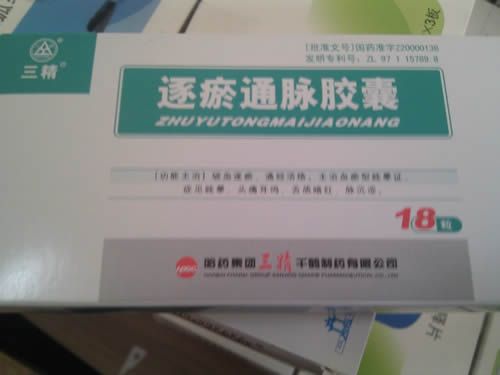 三精
[批准文号]国药准字Z20000138
发明专利号：ZL 97 1 15789.8
逐瘀通脉胶囊
ZHUYUTONGMAIJIAONANG
[功能主治] 破血逐瘀，通经活络。主治血瘀型眩晕证，
症见眩晕、头痛耳鸣、舌质暗红、脉沉涩。
18粒
哈药集团三精千鹤制药有限公司
×3板